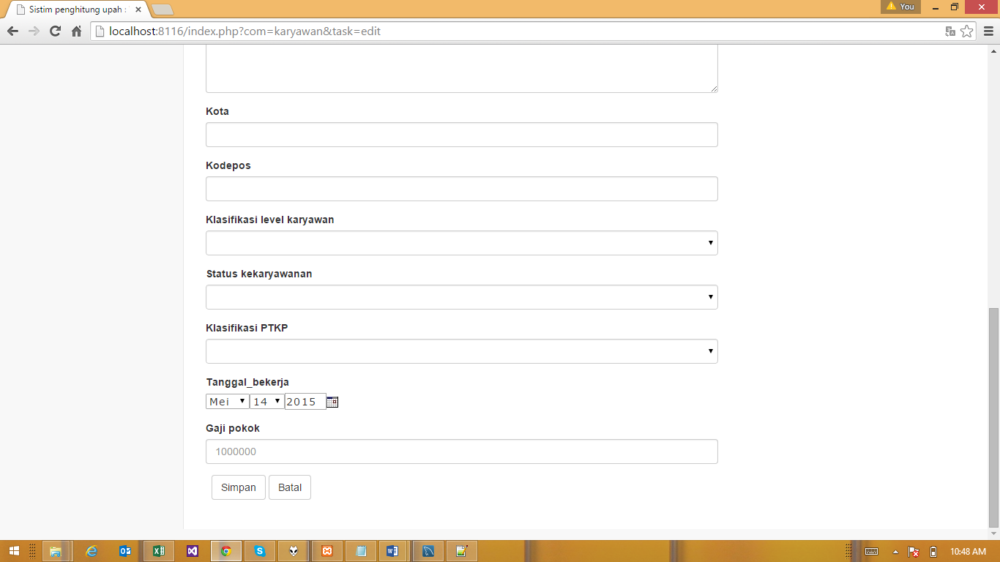 Sistim penghitung upah :
You
localhost:8116/index.php?com=karyawan&task=edit
Kota
Kodepos
Klasifikasi level karyawan
Status kekaryawanan
Klasifikasi PTKP
Tanggal_bekerja
Mei 14 2015
Gaji pokok
1000000
Simpan Batal
10:48 AM